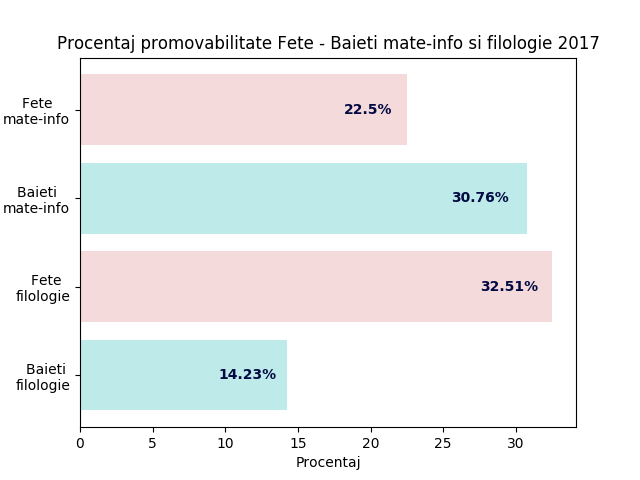 Procentaj promovabilitate Fete - Baieti mate-info si filologie 2017
Fete
mate-info
22.5%
Baieti
mate-info
30.76%
Fete
filologie
32.51%
Baieti
filologie
14.23%
0 5 10 15 20 25 30
Procentaj